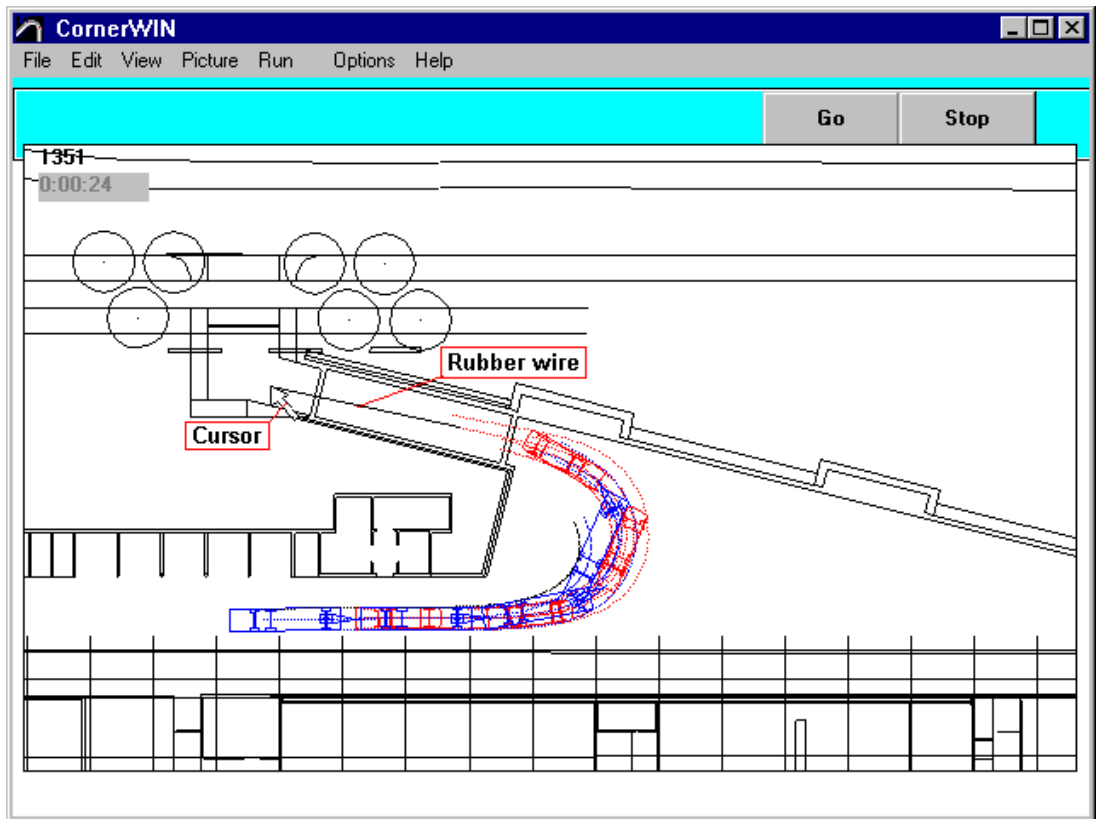 CornerWIN
File Edit View Picture Run Options Help
Go Stop
1351
0:00:24
Rubber wire
Cursor